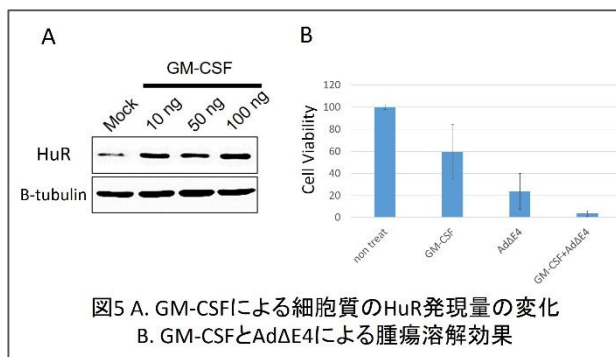 A
GM-CSF
Mock 10 ng 50 ng 100 ng
HuR
B-tubulin
B
120
100
80
60
40
20
0
Cell Viability
non treat GM-CSF AdΔE4 GM-CSF+AdΔE4
図5 A. GM-CSFによる細胞質のHuR発現量の変化
B. GM-CSFとAdΔE4による腫瘍溶解効果